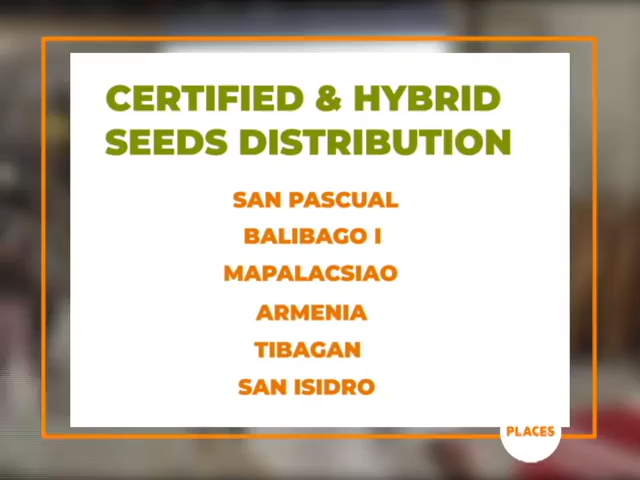 CERTIFIED & HYBRID
SEEDS DISTRIBUTION
SAN PASCUAL
BALIBAGO I
MAPALACSIAO
ARMENIA
TIBAGAN
SAN ISIDRO
PLACES